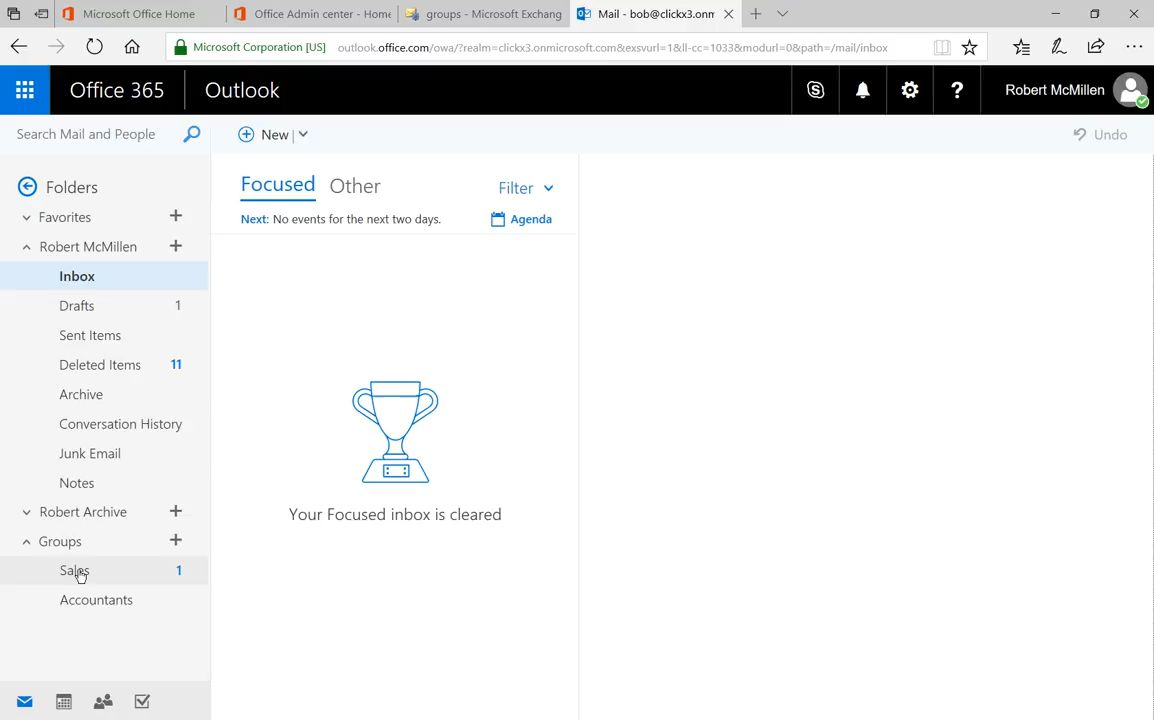 Microsoft Office Home
Office Admin center - Home
groups - Microsoft Exchang
Mail - bob@clickx3.onm
Microsoft Corporation [US]
outlook.office.com/owa/?realm=clickx3.onmicrosoft.com&exsvurl=1&ll-cc=1033&modurl=0&path=/mail/inbox
Office 365
Outlook
Robert McMillen
Search Mail and People
New
Undo
Folders
Favorites
Robert McMillen
Inbox
Drafts 1
Sent Items
Deleted Items 11
Archive
Conversation History
Junk Email
Notes
Robert Archive
Groups
Sales 1
Accountants
Focused
Other
Filter
Next: No events for the next two days.
Agenda
Your Focused inbox is cleared